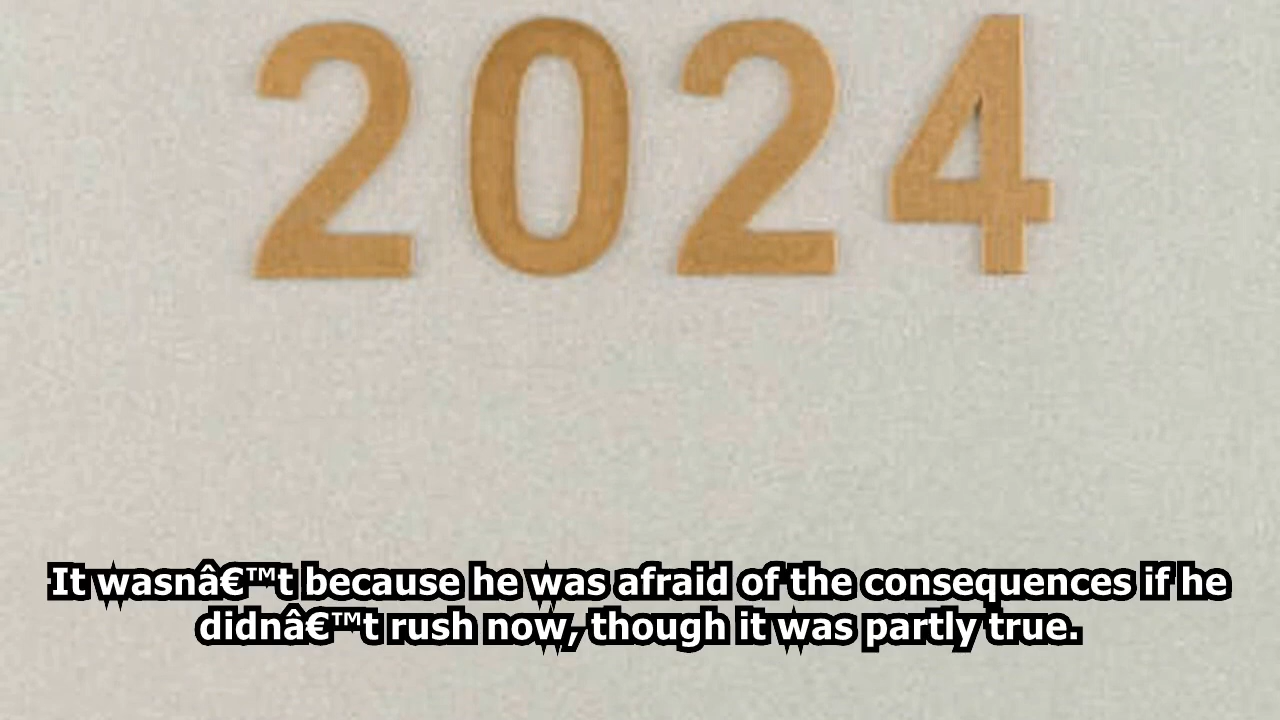 2024
It wasnâ€™t because he was afraid of the consequences if he
didnâ€™t rush now, though it was partly true.